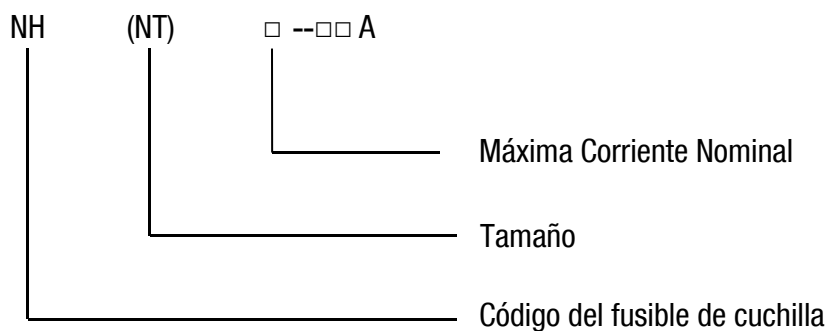 NH (NT) □ --□□ A
Máxima Corriente Nominal
Tamaño
Código del fusible de cuchilla